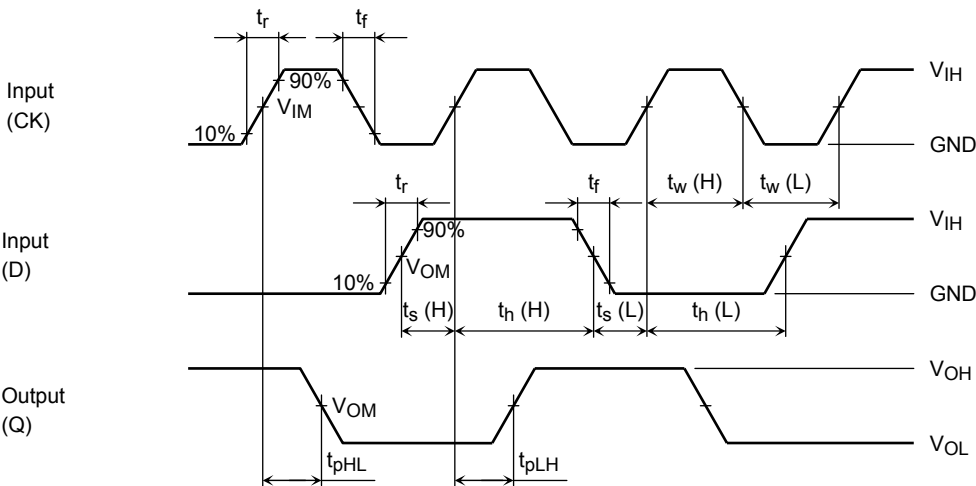 tr tf
Input
(CK)
90%
VIM
10%
VIH
GND
tr tf tw (H) tw (L)
Input
(D)
90%
VOM
10%
VIH
GND
ts (H) th (H) ts (L) th (L)
Output
(Q)
VOM
VOH
VOL
tpHL tpLH